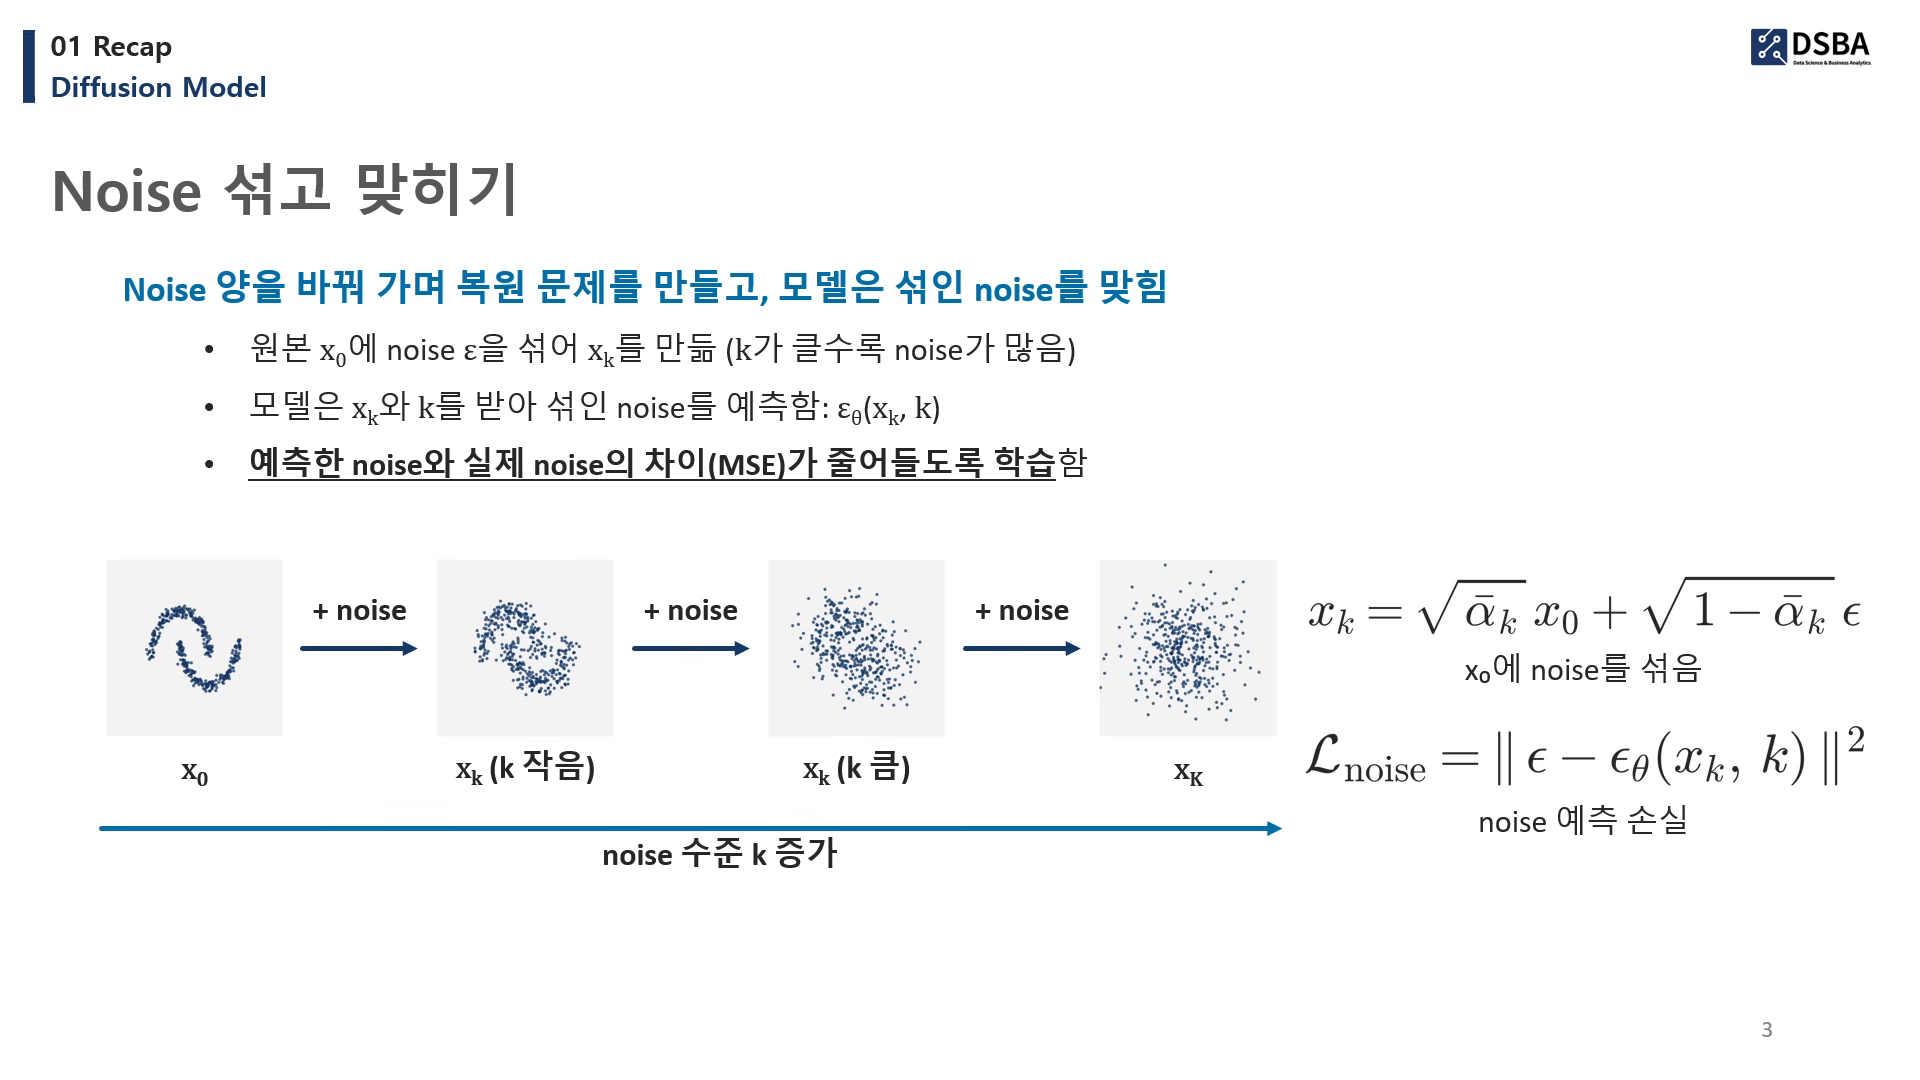 01 Recap
Diffusion Model
DSBA
Data Science & Business Analytics
Noise 섞고 맞히기
Noise 양을 바꿔 가며 복원 문제를 만들고, 모델은 섞인 noise를 맞힘
• 원본 x₀에 noise ε을 섞어 xₖ를 만듦 (k가 클수록 noise가 많음)
• 모델은 xₖ와 k를 받아 섞인 noise를 예측함: ε_θ(xₖ, k)
• 예측한 noise와 실제 noise의 차이(MSE)가 줄어들도록 학습함
+ noise
+ noise
+ noise
x₀
xₖ (k 작음)
xₖ (k 큼)
x_K
noise 수준 k 증가
xₖ = √ᾱₖ x₀ + √(1 − ᾱₖ) ϵ
x₀에 noise를 섞음
ℒ_noise = ‖ ϵ − ϵ_θ(xₖ, k) ‖²
noise 예측 손실
3